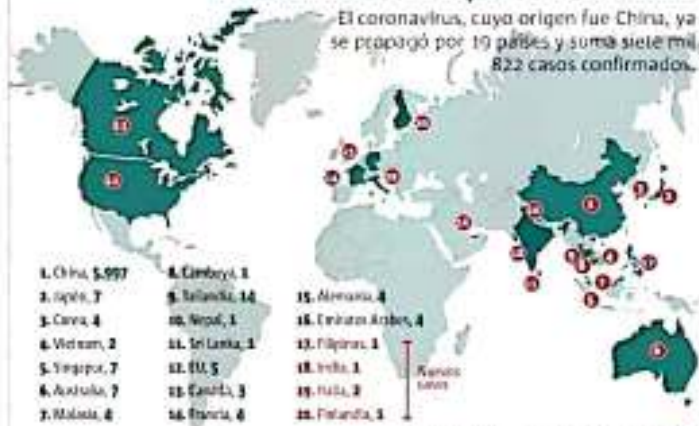 El coronavirus, cuyo origen fue China, ya
se propagó por 19 países y suma siete mil
822 casos confirmados.
1. China, 5.997
2. Japón, 7
3. Corea, 4
4. Vietnam, 2
5. Singapur, 7
6. Australia, 7
7. Malasia, 4
8. Camboya, 1
9. Tailandia, 14
10. Nepal, 1
11. Sri Lanka, 1
12. EU, 5
13. Canadá, 3
14. Francia, 4
15. Alemania, 4
16. Emiratos Árabes, 4
17. Filipinas, 1
18. India, 1
19. Italia, 2
20. Finlandia, 1
Nuevos
casos